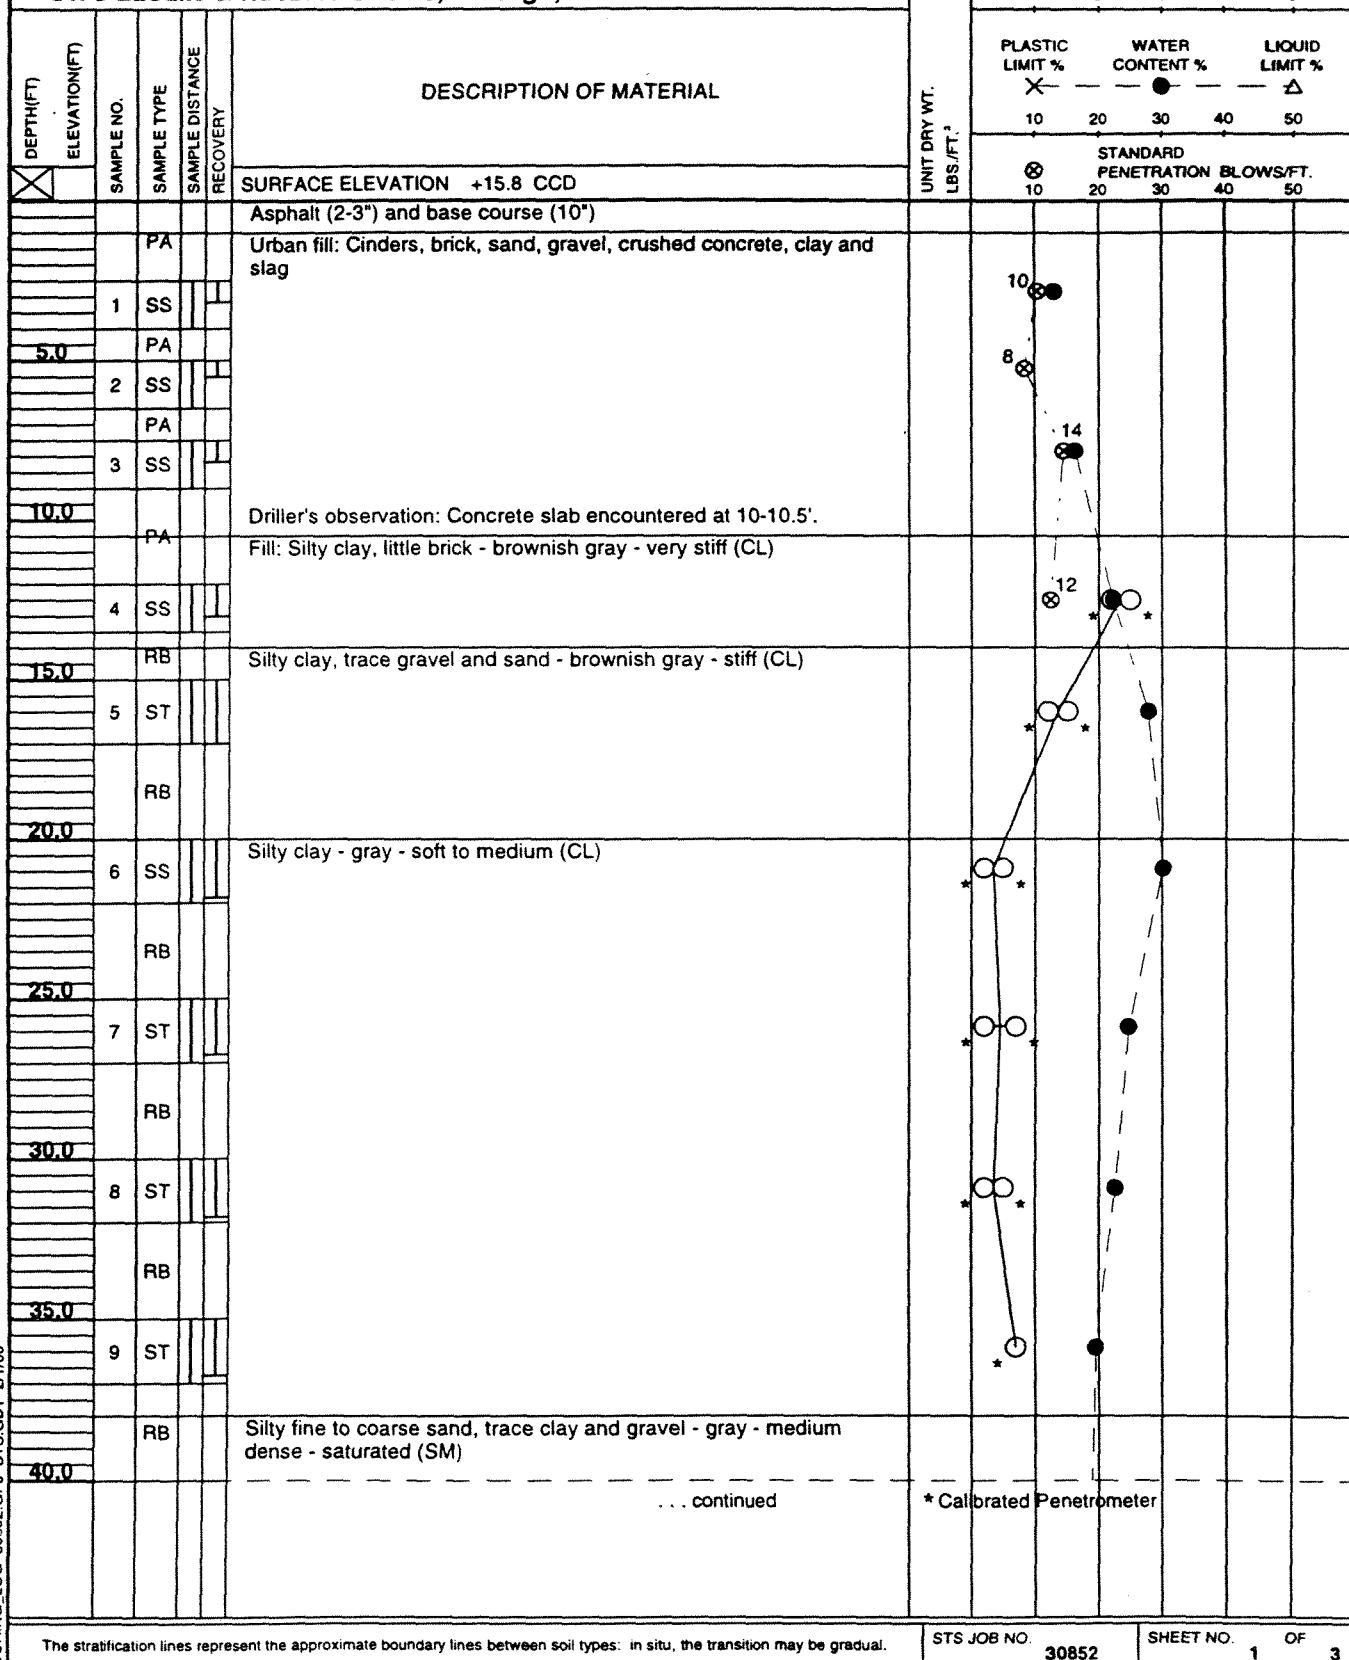 PLASTIC WATER LIQUID
LIMIT % CONTENT % LIMIT %
10 20 30 40 50
DEPTH(FT)
ELEVATION(FT)
SAMPLE NO.
SAMPLE TYPE
SAMPLE DISTANCE
RECOVERY
DESCRIPTION OF MATERIAL
UNIT DRY WT.
LBS./FT.³
STANDARD
PENETRATION BLOWS/FT.
10 20 30 40 50
SURFACE ELEVATION +15.8 CCD
Asphalt (2-3") and base course (10")
PA Urban fill: Cinders, brick, sand, gravel, crushed concrete, clay and
slag
10
1 SS
5.0 PA
8
2 SS
PA
14
3 SS
10.0 Driller's observation: Concrete slab encountered at 10-10.5'.
PA
Fill: Silty clay, little brick - brownish gray - very stiff (CL)
12
4 SS
* *
15.0 RB Silty clay, trace gravel and sand - brownish gray - stiff (CL)
5 ST
* *
RB
20.0
Silty clay - gray - soft to medium (CL)
6 SS
* *
RB
25.0
7 ST
* *
RB
30.0
8 ST
* *
RB
35.0
9 ST
*
RB Silty fine to coarse sand, trace clay and gravel - gray - medium
dense - saturated (SM)
40.0
. . . continued * Calibrated Penetrometer
The stratification lines represent the approximate boundary lines between soil types: in situ, the transition may be gradual.
STS JOB NO. 30852
SHEET NO. 1 OF 3